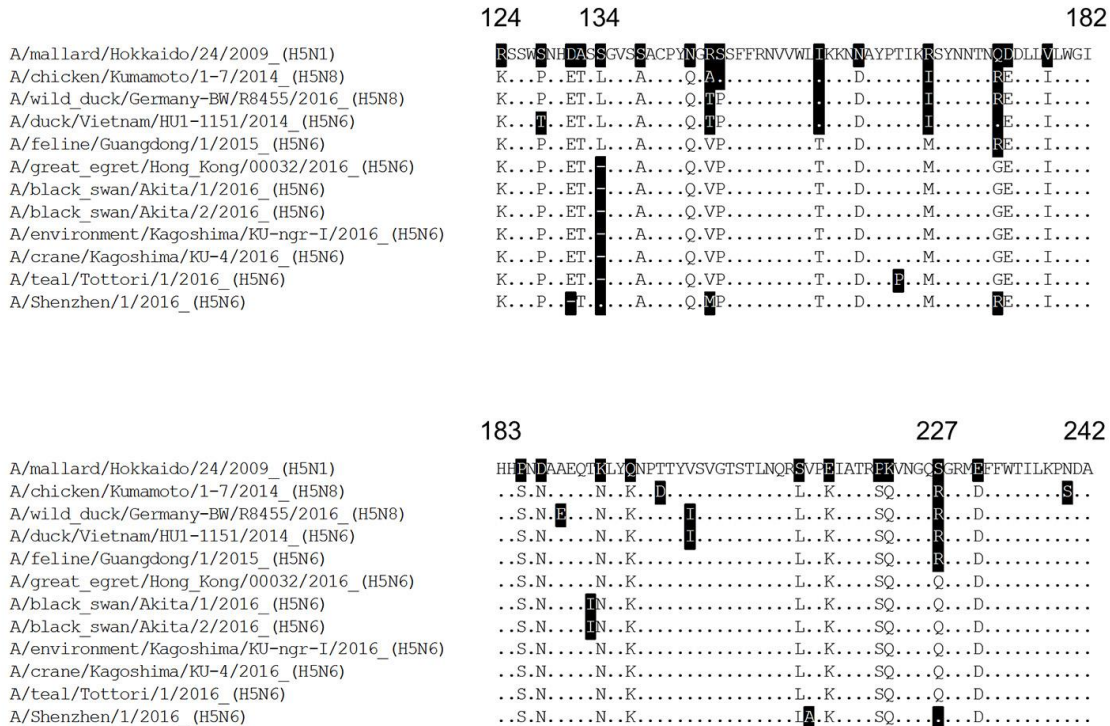 124 134 182
A/mallard/Hokkaido/24/2009_(H5N1) RSSWSNHDASSGVSSACPYNGRSSFFRNVVWLIKKNNAYPTIKRSYNNTNQDDLLVLWGI
A/chicken/Kumamoto/1-7/2014_(H5N8) K...P..ET.L...A....Q.A..............D......I......RE...I....
A/wild_duck/Germany-BW/R8455/2016_(H5N8) K...P..ET.L...A....Q.TP.............D......I......RE...I....
A/duck/Vietnam/HU1-1151/2014_(H5N6) K...T..ET.L...A....Q.TP.............D......I.......E...I....
A/feline/Guangdong/1/2015_(H5N6) K...P..ET.L...A....Q.VP.........T...D......M......RE...I....
A/great_egret/Hong_Kong/00032/2016_(H5N6) K...P..ET.-...A....Q.VP.........T...D......M......GE...I....
A/black_swan/Akita/1/2016_(H5N6) K...P..ET.-...A....Q.VP.........T...D......M......GE...I....
A/black_swan/Akita/2/2016_(H5N6) K...P..ET.-...A....Q.VP.........T...D......M......GE...I....
A/environment/Kagoshima/KU-ngr-I/2016_(H5N6) K...P..ET.-...A....Q.VP.........T...D......M......GE...I....
A/crane/Kagoshima/KU-4/2016_(H5N6) K...P..ET.-...A....Q.VP.........T...D......M......GE...I....
A/teal/Tottori/1/2016_(H5N6) K...P..ET.-...A....Q.VP.........T...D...P..M......GE...I....
A/Shenzhen/1/2016_(H5N6) K...P..-T.....A....Q.MP.........T...D......M......RE...I....
183 227 242
A/mallard/Hokkaido/24/2009_(H5N1) HHPNDAAEQTKLYQNPTTYVSVGTSTLNQRSVPEIATRPKVNGQSGRMEFFWTILKPNDA
A/chicken/Kumamoto/1-7/2014_(H5N8) ..S.N.....N..K..D.............L..K....SQ....R...D........S..
A/wild_duck/Germany-BW/R8455/2016_(H5N8) ..S.N.E...N..K.....I..........L..K....SQ....R...D...........
A/duck/Vietnam/HU1-1151/2014_(H5N6) ..S.N.....N..K.....I..........L..K....SQ....R...D...........
A/feline/Guangdong/1/2015_(H5N6) ..S.N.....N..K................L..K....SQ....R...D...........
A/great_egret/Hong_Kong/00032/2016_(H5N6) ..S.N.....N..K................L..K....SQ....Q...D...........
A/black_swan/Akita/1/2016_(H5N6) ..S.N....IN..K................L..K....SQ....Q...D...........
A/black_swan/Akita/2/2016_(H5N6) ..S.N....IN..K................L..K....SQ....Q...D...........
A/environment/Kagoshima/KU-ngr-I/2016_(H5N6) ..S.N.....N..K................L..K....SQ....Q...D...........
A/crane/Kagoshima/KU-4/2016_(H5N6) ..S.N.....N..K................L..K....SQ....Q...D...........
A/teal/Tottori/1/2016_(H5N6) ..S.N.....N..K................L..K....SQ....Q...D...........
A/Shenzhen/1/2016_(H5N6) ..S.N.....N..K................IA.K....SQ........D...........